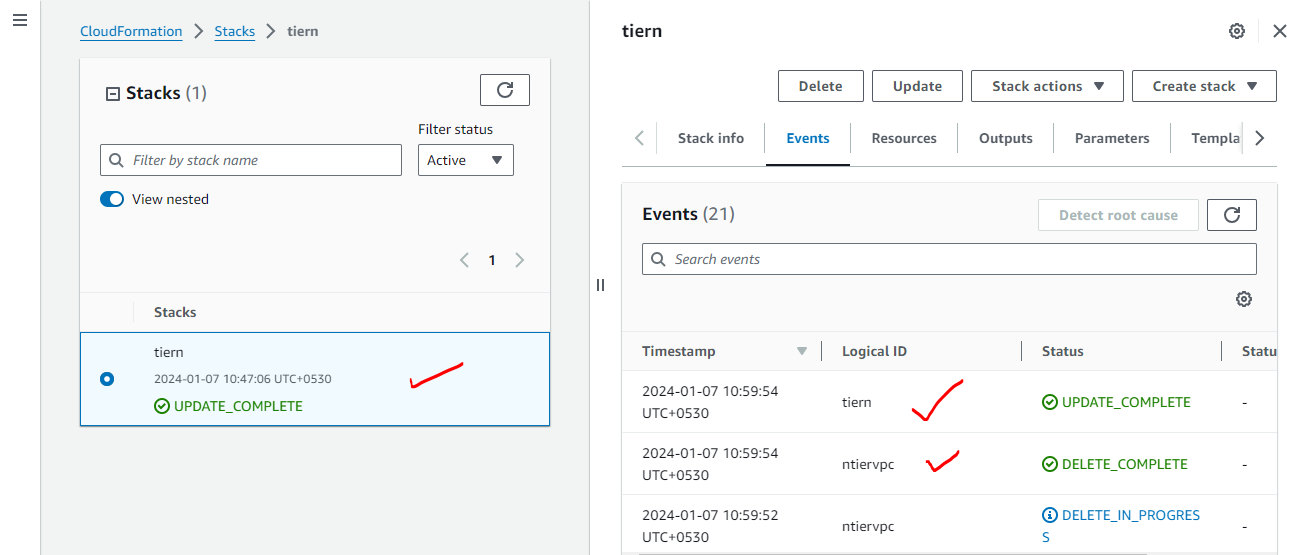 CloudFormation > Stacks > tiern
Stacks (1)
Filter status
Filter by stack name
Active
View nested
1
Stacks
tiern
2024-01-07 10:47:06 UTC+0530
UPDATE_COMPLETE
tiern
Delete
Update
Stack actions
Create stack
Stack info
Events
Resources
Outputs
Parameters
Templa
Events (21)
Detect root cause
Search events
Timestamp
Logical ID
Status
Statu
2024-01-07 10:59:54
UTC+0530
tiern
UPDATE_COMPLETE
-
2024-01-07 10:59:54
UTC+0530
ntiervpc
DELETE_COMPLETE
-
2024-01-07 10:59:52
UTC+0530
ntiervpc
DELETE_IN_PROGRES
S
-